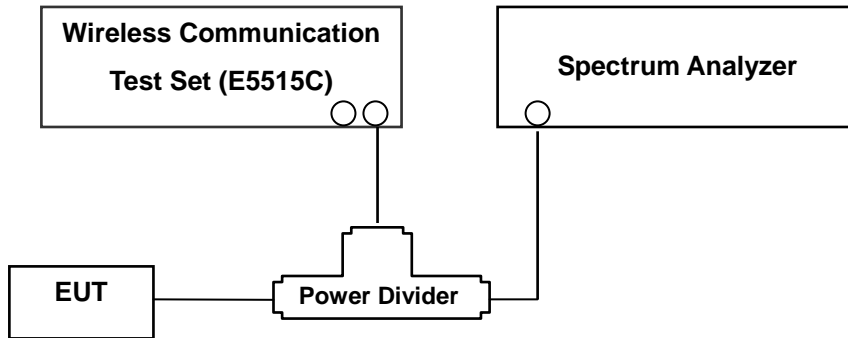 Wireless Communication
Test Set (E5515C)
Spectrum Analyzer
EUT
Power Divider